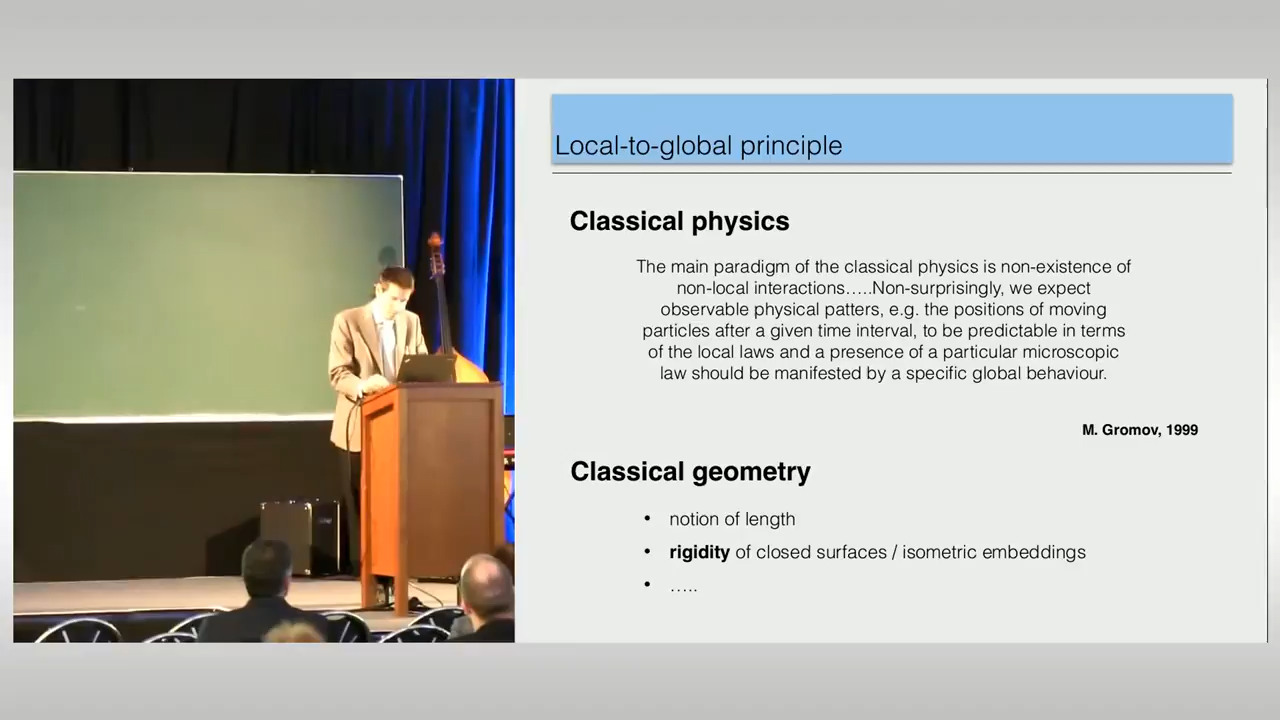 Local-to-global principle
Classical physics
The main paradigm of the classical physics is non-existence of
non-local interactions.....Non-surprisingly, we expect
observable physical patters, e.g. the positions of moving
particles after a given time interval, to be predictable in terms
of the local laws and a presence of a particular microscopic
law should be manifested by a specific global behaviour.
M. Gromov, 1999
Classical geometry
• notion of length
• rigidity of closed surfaces / isometric embeddings
• .....